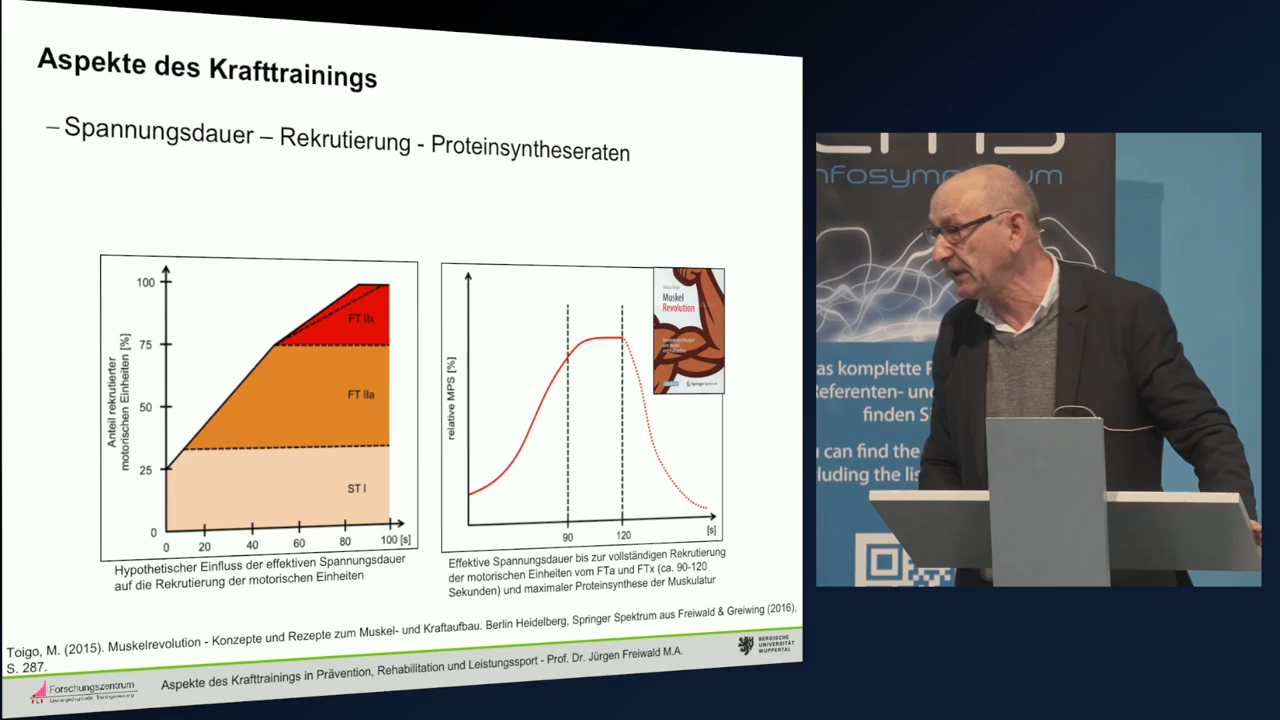 Aspekte des Krafttrainings
– Spannungsdauer – Rekrutierung - Proteinsyntheseraten
Anteil rekrutierter
motorischen Einheiten [%]
100
75
50
25
0
FT IIx
FT IIa
ST I
0 20 40 60 80 100 [s]
Hypothetischer Einfluss der effektiven Spannungsdauer
auf die Rekrutierung der motorischen Einheiten
relative MPS [%]
90 120 [s]
Muskel
Revolution
Effektive Spannungsdauer bis zur vollständigen Rekrutierung
der motorischen Einheiten vom FTa und FTx (ca. 90-120
Sekunden) und maximaler Proteinsynthese der Muskulatur
Toigo, M. (2015). Muskelrevolution - Konzepte und Rezepte zum Muskel- und Kraftaufbau. Berlin Heidelberg, Springer Spektrum aus Freiwald & Greiwing (2016),
S. 287.
Forschungszentrum
FLT
Aspekte des Krafttrainings in Prävention, Rehabilitation und Leistungssport - Prof. Dr. Jürgen Freiwald M.A.
BERGISCHE
UNIVERSITÄT
WUPPERTAL
as komplette
Referenten- und
finden
can find the